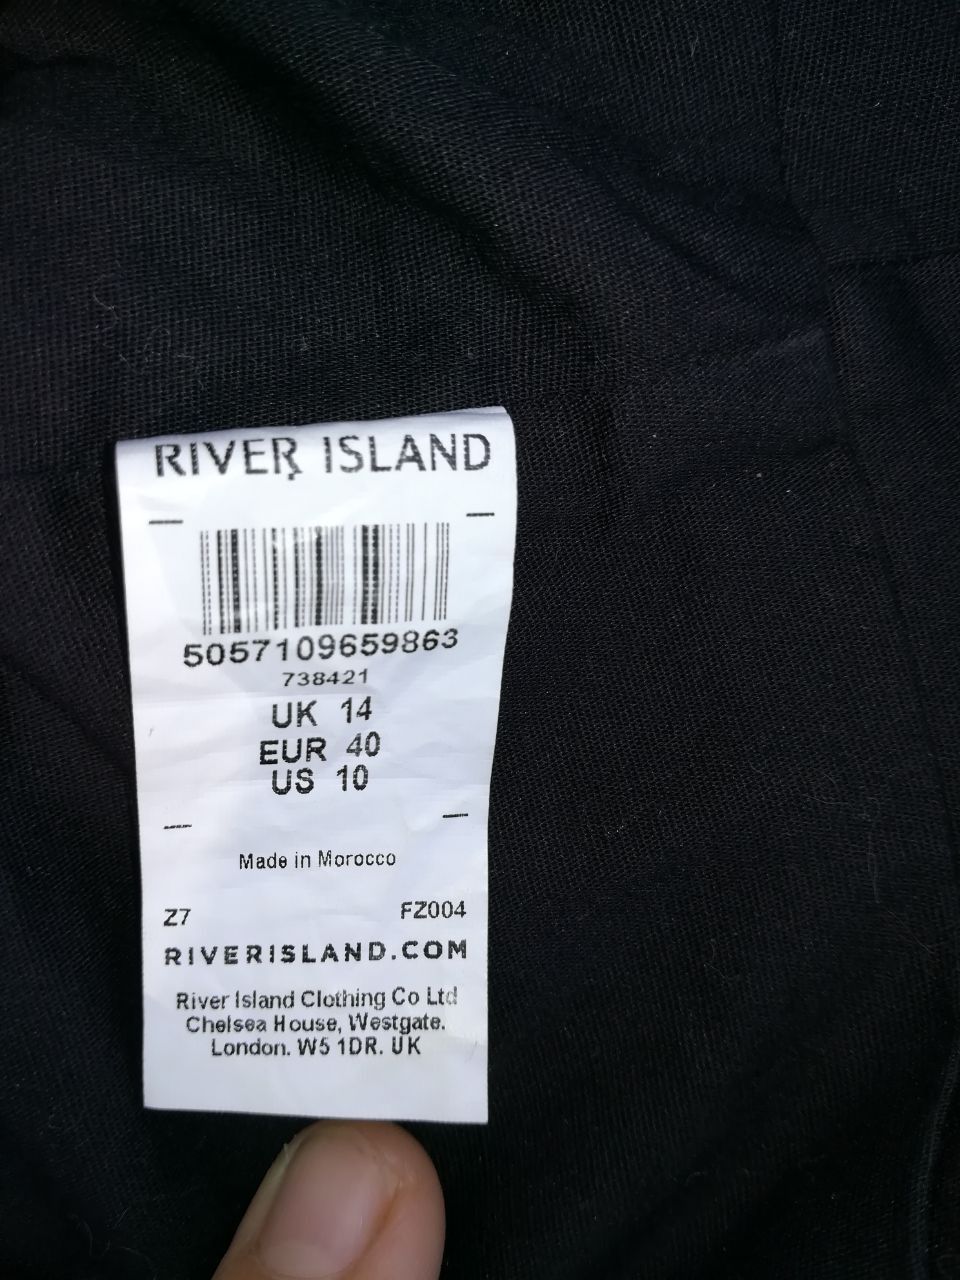 RIVER ISLAND
5057109659863
738421
UK 14
EUR 40
US 10
Made in Morocco
Z7 FZ004
RIVERISLAND.COM
River Island Clothing Co Ltd
Chelsea House, Westgate.
London. W5 1DR. UK